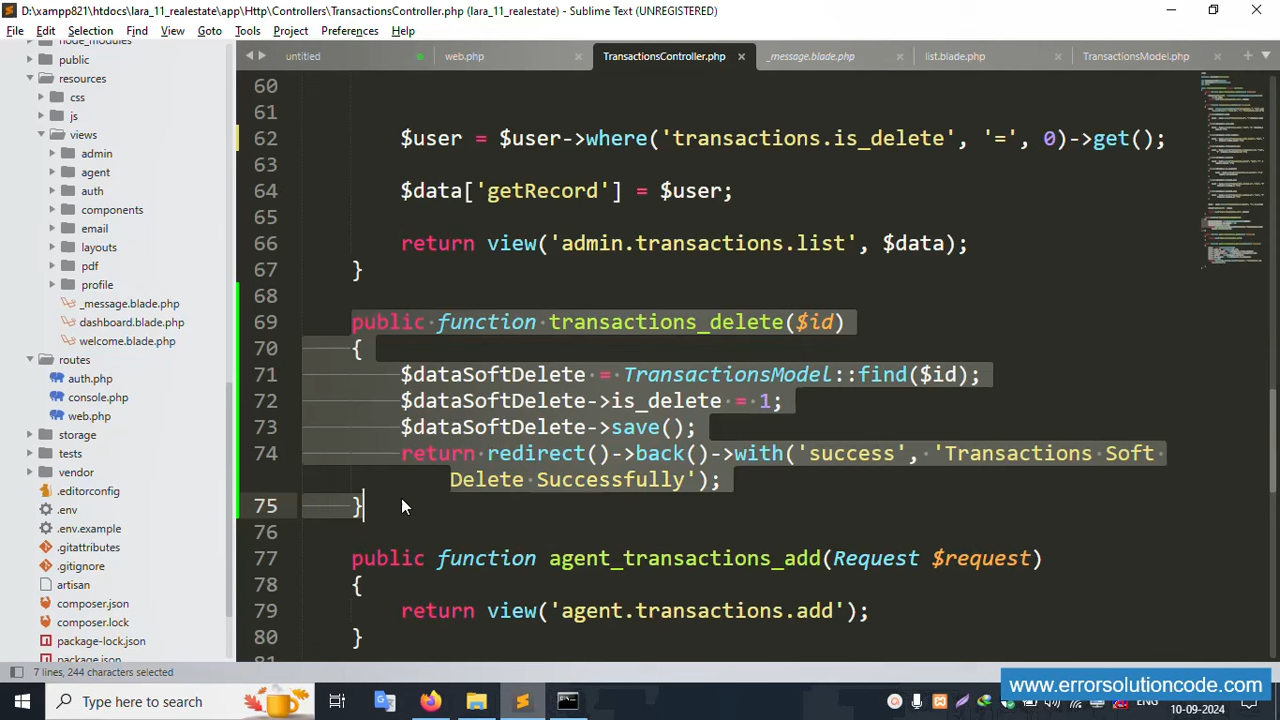 D:\xampp821\htdocs\lara_11_realestate\app\Http\Controllers\TransactionsController.php (lara_11_realestate) - Sublime Text (UNREGISTERED)
File Edit Selection Find View Goto Tools Project Preferences Help
node_modules
public
resources
css
js
views
admin
agent
auth
components
email
layouts
pdf
profile
_message.blade.php
dashboard.blade.php
welcome.blade.php
routes
auth.php
console.php
web.php
storage
tests
vendor
.editorconfig
.env
.env.example
.gitattributes
.gitignore
artisan
composer.json
composer.lock
package-lock.json
package.json
untitled web.php TransactionsController.php _message.blade.php list.blade.php TransactionsModel.php
60
61
62 $user = $user->where('transactions.is_delete', '=', 0)->get();
63
64 $data['getRecord'] = $user;
65
66 return view('admin.transactions.list', $data);
67 }
68
69 public function transactions_delete($id)
70 {
71 $dataSoftDelete = TransactionsModel::find($id);
72 $dataSoftDelete->is_delete = 1;
73 $dataSoftDelete->save();
74 return redirect()->back()->with('success', 'Transactions Soft
Delete Successfully');
75 }
76
77 public function agent_transactions_add(Request $request)
78 {
79 return view('agent.transactions.add');
80 }
81
7 lines, 244 characters selected
www.errorsolutioncode.com
Type here to search
ENG
10-09-2024